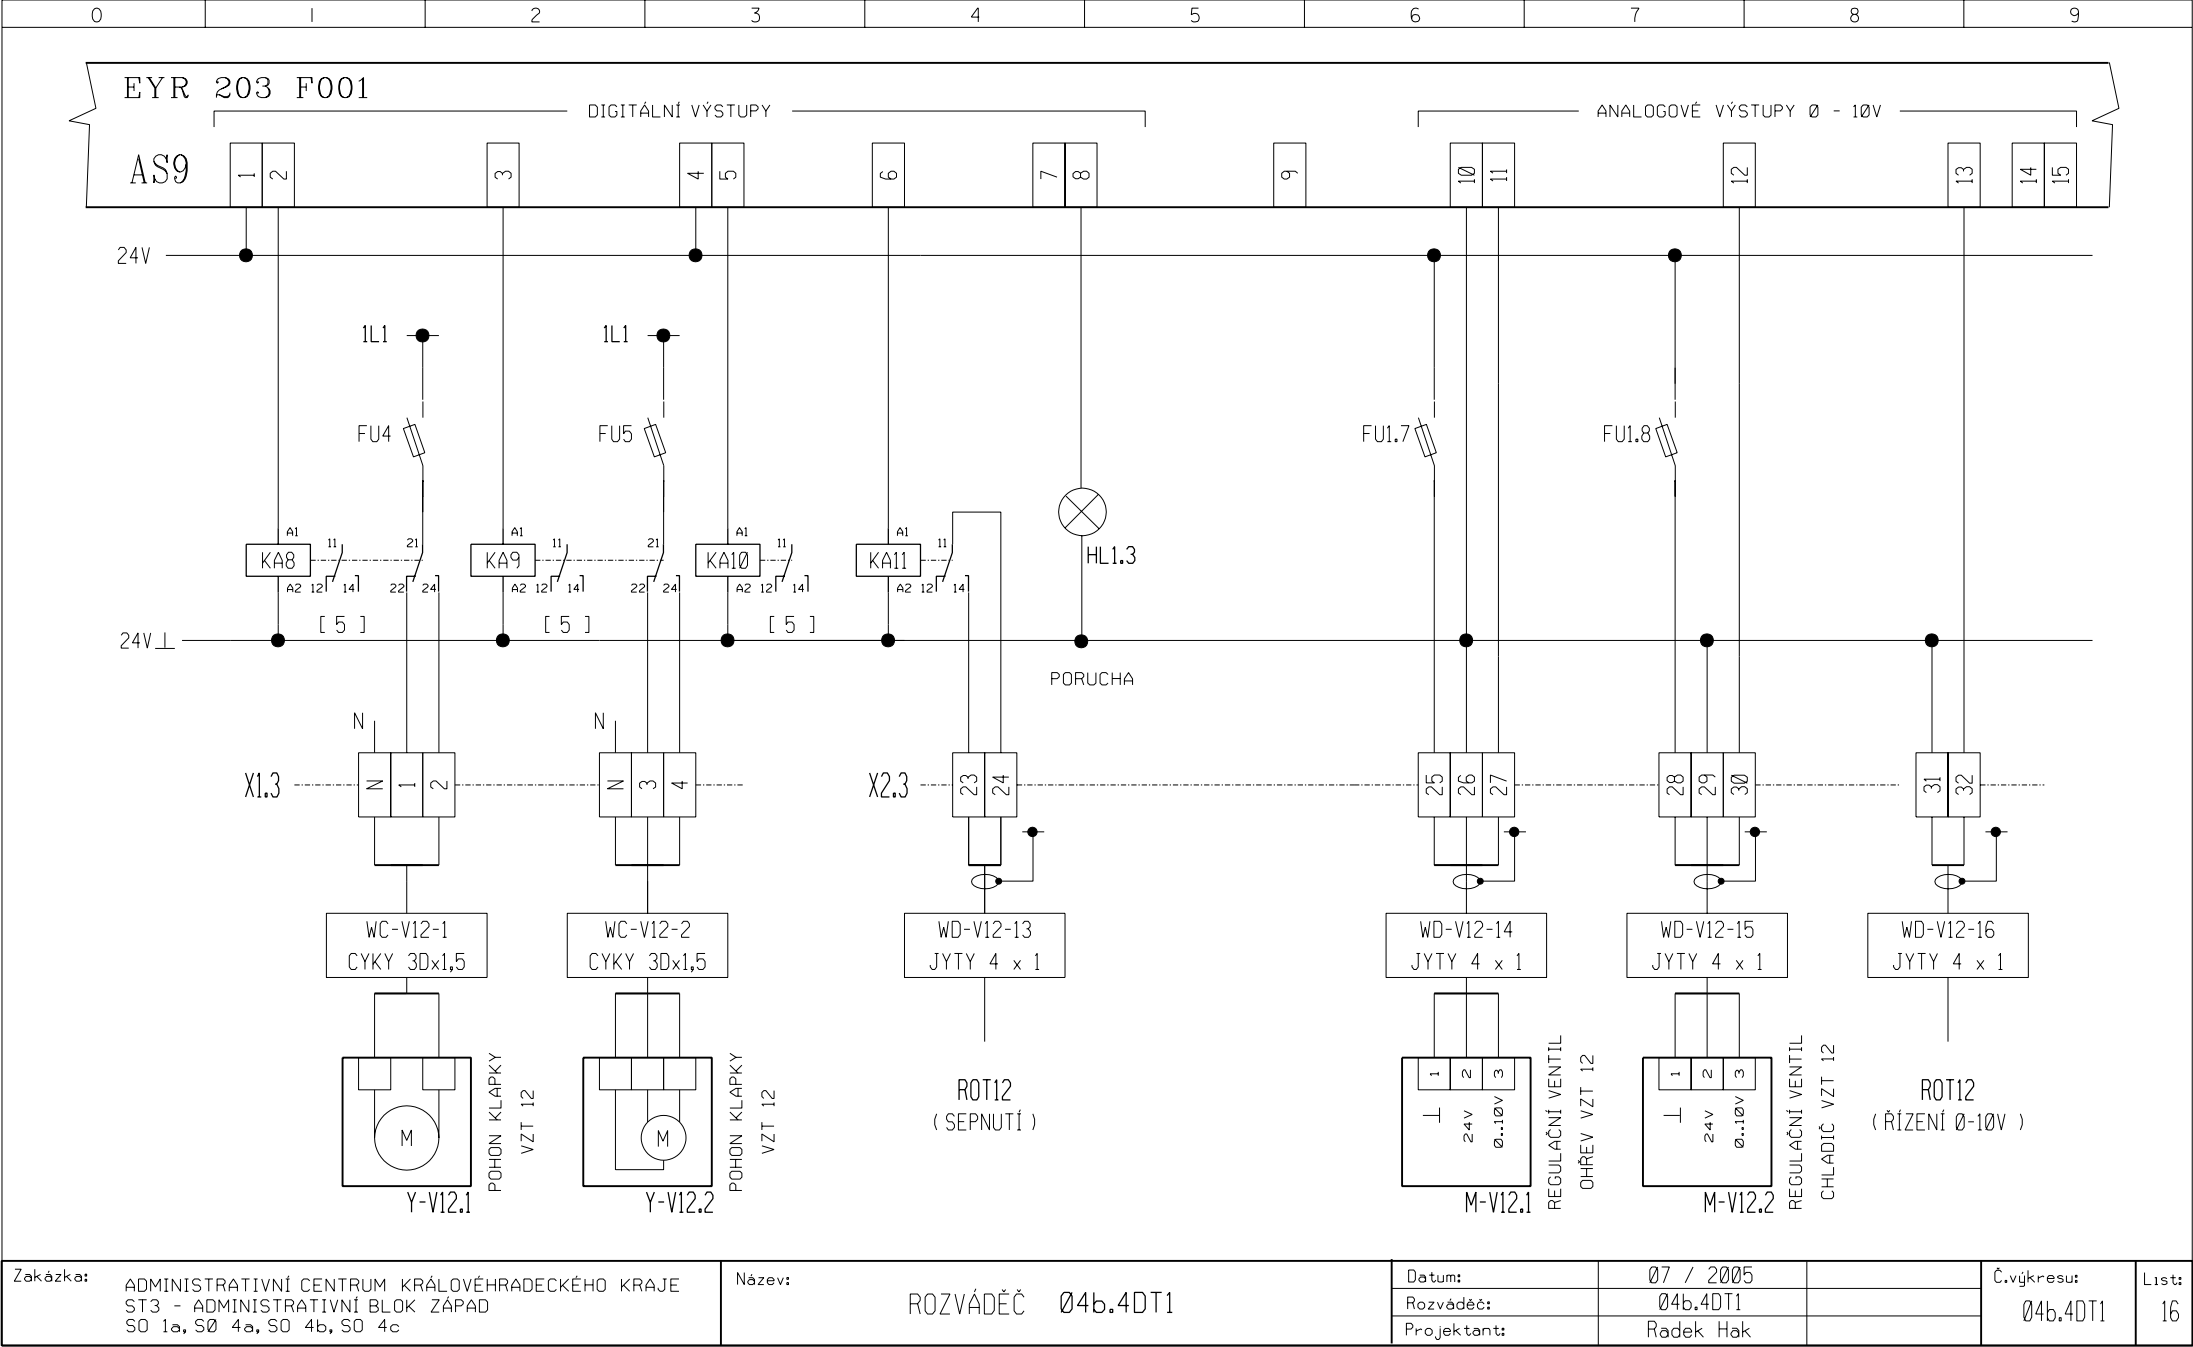 0 1 2 3 4 5 6 7 8 9
EYR 203 F001
DIGITÁLNÍ VÝSTUPY
ANALOGOVÉ VÝSTUPY Ø - 1ØV
AS9
1 2 3 4 5 6 7 8 9 1Ø 11 12 13 14 15
24V
1L1 1L1
FU4 FU5 FU1.7 FU1.8
A1 11 21 A1 11 21 A1 11 A1 11
KA8 KA9 KA1Ø KA11 HL1.3
A2 12 14 22 24 A2 12 14 22 24 A2 12 14 A2 12 14
[ 5 ] [ 5 ] [ 5 ]
24V⊥
PORUCHA
N N
X1.3 N 1 2 N 3 4 X2.3 23 24 25 26 27 28 29 3Ø 31 32
WC-V12-1 WC-V12-2 WD-V12-13 WD-V12-14 WD-V12-15 WD-V12-16
CYKY 3Dx1,5 CYKY 3Dx1,5 JYTY 4 x 1 JYTY 4 x 1 JYTY 4 x 1 JYTY 4 x 1
M
POHON KLAPKY
VZT 12
Y-V12.1
M
POHON KLAPKY
VZT 12
Y-V12.2
ROT12
( SEPNUTÍ )
1 2 3
⊥ 24V Ø..1ØV
REGULAČNÍ VENTIL
OHŘEV VZT 12
M-V12.1
1 2 3
⊥ 24V Ø..1ØV
REGULAČNÍ VENTIL
CHLADIČ VZT 12
M-V12.2
ROT12
( ŘÍZENÍ Ø-1ØV )
Zakázka:
ADMINISTRATIVNÍ CENTRUM KRÁLOVÉHRADECKÉHO KRAJE
ST3 - ADMINISTRATIVNÍ BLOK ZÁPAD
SO 1a, SØ 4a, SO 4b, SO 4c
Název:
ROZVÁDĚČ Ø4b.4DT1
Datum: Ø7 / 2005
Rozváděč: Ø4b.4DT1
Projektant: Radek Hak
Č.výkresu:
Ø4b.4DT1
List:
16